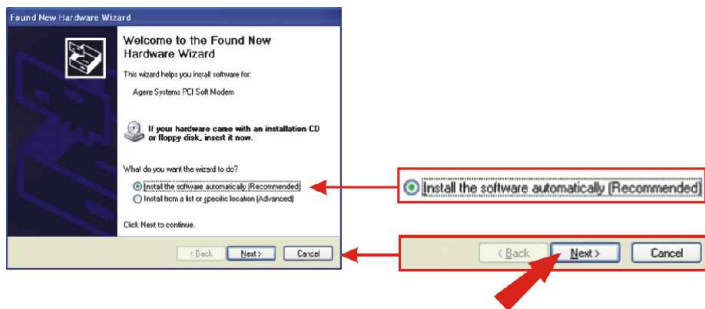 Found New Hardware Wizard
Welcome to the Found New
Hardware Wizard
This wizard helps you install software for:
Agere Systems PCI Soft Modem
If your hardware came with an installation CD
or floppy disk, insert it now.
What do you want the wizard to do?
Install the software automatically (Recommended)
Install from a list or specific location (Advanced)
Click Next to continue.
< Back
Next >
Cancel
Install the software automatically (Recommended)
< Back
Next >
Cancel